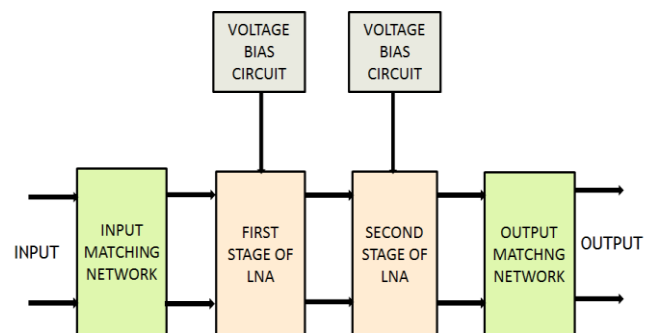 VOLTAGE
BIAS
CIRCUIT
VOLTAGE
BIAS
CIRCUIT
INPUT
INPUT
MATCHING
NETWORK
FIRST
STAGE OF
LNA
SECOND
STAGE OF
LNA
OUTPUT
MATCHNG
NETWORK
OUTPUT